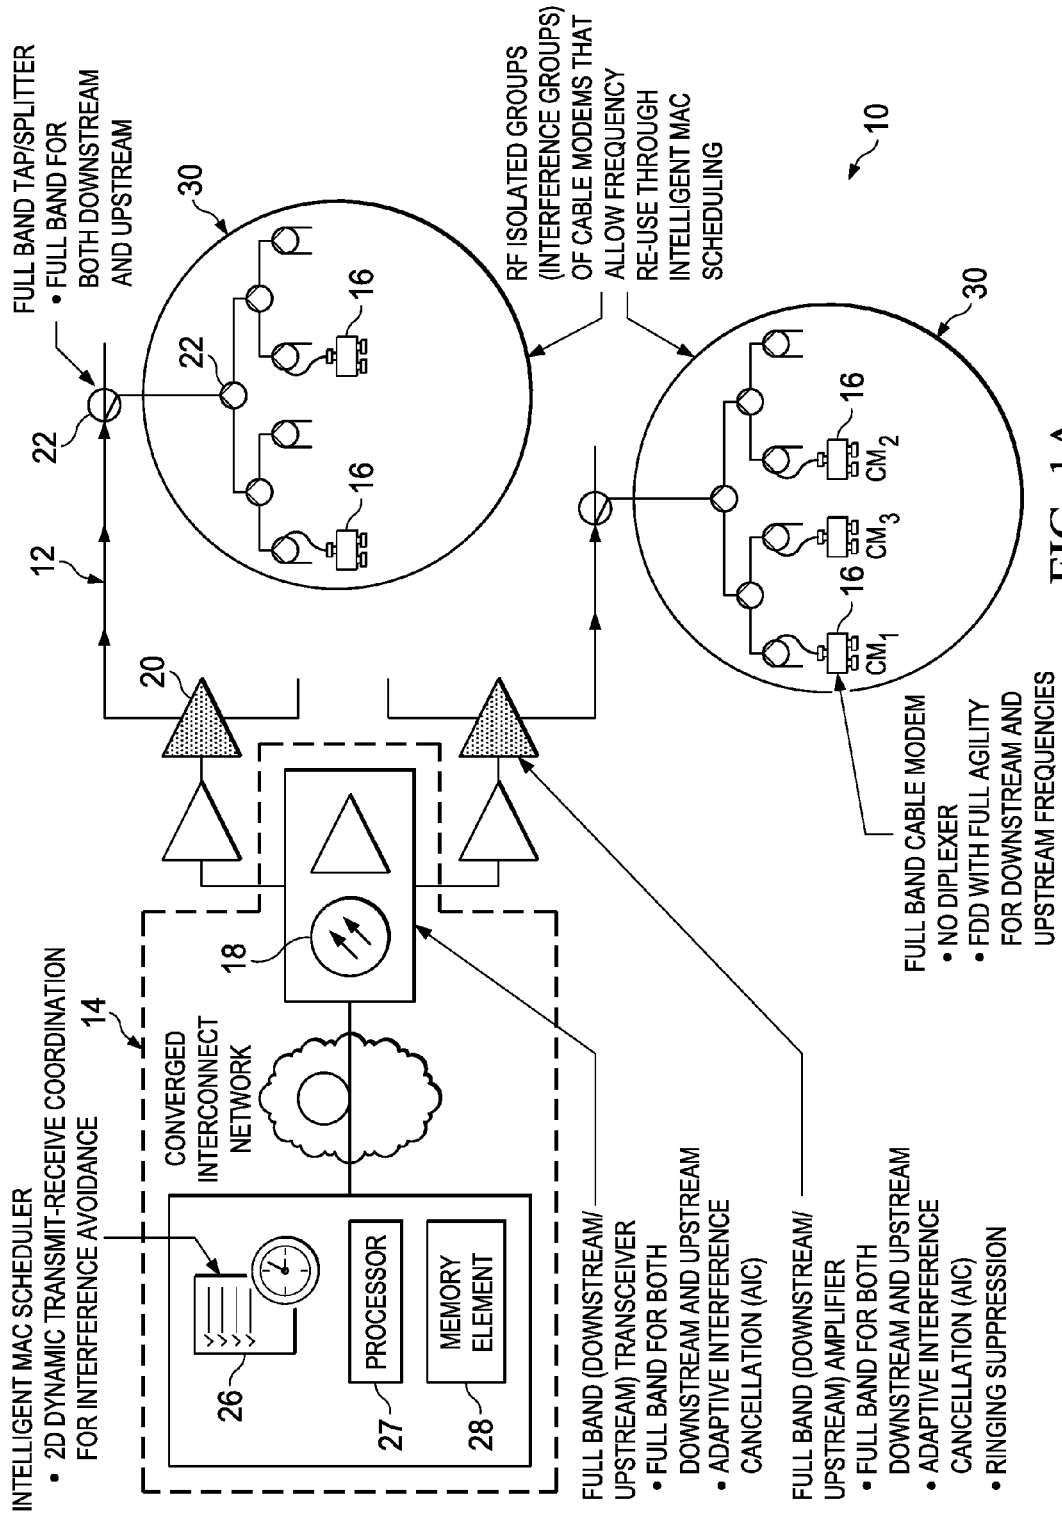 INTELLIGENT MAC SCHEDULER
• 2D DYNAMIC TRANSMIT-RECEIVE COORDINATION
FOR INTERFERENCE AVOIDANCE
14
26
PROCESSOR
27
MEMORY
ELEMENT
28
CONVERGED
INTERCONNECT
NETWORK
18
20
12
22
FULL BAND TAP/SPLITTER
• FULL BAND FOR
BOTH DOWNSTREAM
AND UPSTREAM
30
22
16
16
RF ISOLATED GROUPS
(INTERFERENCE GROUPS)
OF CABLE MODEMS THAT
ALLOW FREQUENCY
RE-USE THROUGH
INTELLIGENT MAC
SCHEDULING
10
30
16
16
CM1
CM3
CM2
FULL BAND (DOWNSTREAM/
UPSTREAM) TRANSCEIVER
• FULL BAND FOR BOTH
DOWNSTREAM AND UPSTREAM
• ADAPTIVE INTERFERENCE
CANCELLATION (AIC)
FULL BAND (DOWNSTREAM/
UPSTREAM) AMPLIFIER
• FULL BAND FOR BOTH
DOWNSTREAM AND UPSTREAM
• ADAPTIVE INTERFERENCE
CANCELLATION (AIC)
• RINGING SUPPRESSION
FULL BAND CABLE MODEM
• NO DIPLEXER
• FDD WITH FULL AGILITY
FOR DOWNSTREAM AND
UPSTREAM FREQUENCIES